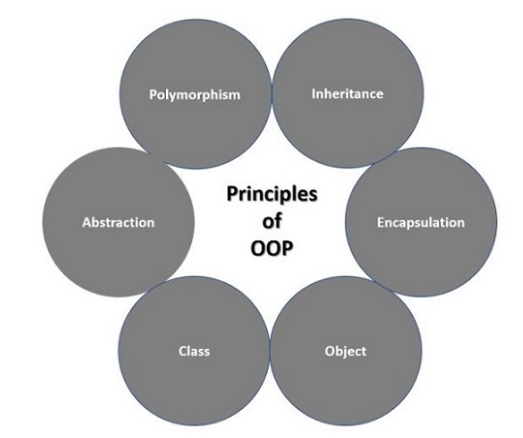 Polymorphism
Inheritance
Abstraction
Principles
of
OOP
Encapsulation
Class
Object